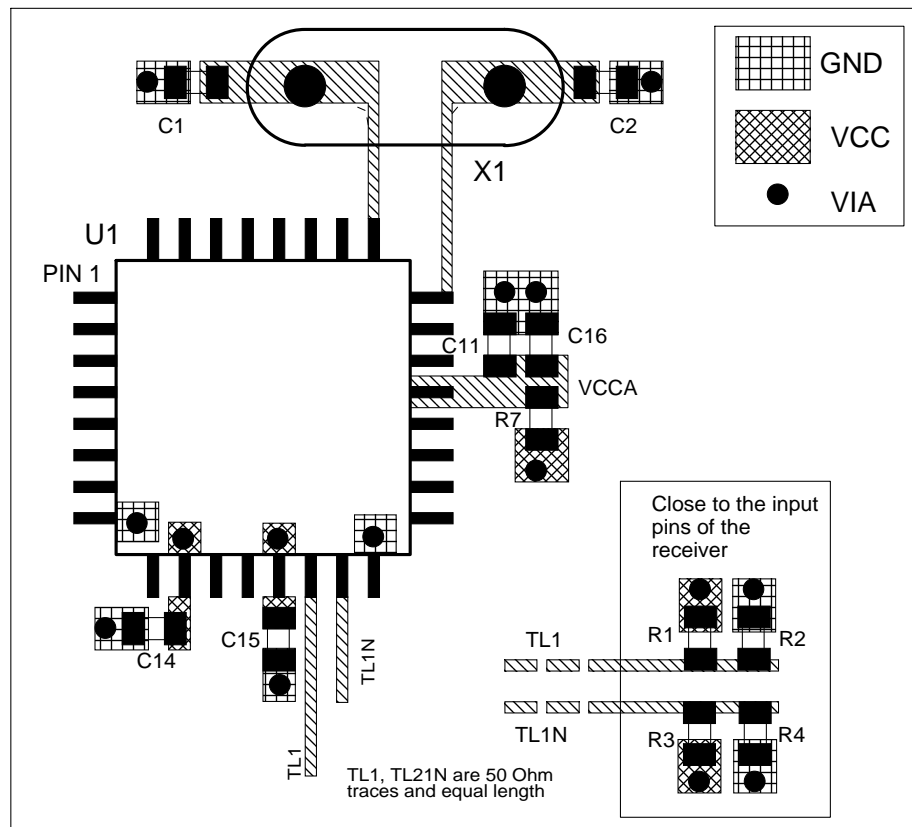 GND
VCC
VIA
C1
C2
X1
U1
PIN 1
C11
C16
VCCA
R7
Close to the input
pins of the
receiver
C14
C15
TL1
TL1N
TL1
TL1N
R1
R2
R3
R4
TL1, TL21N are 50 Ohm
traces and equal length